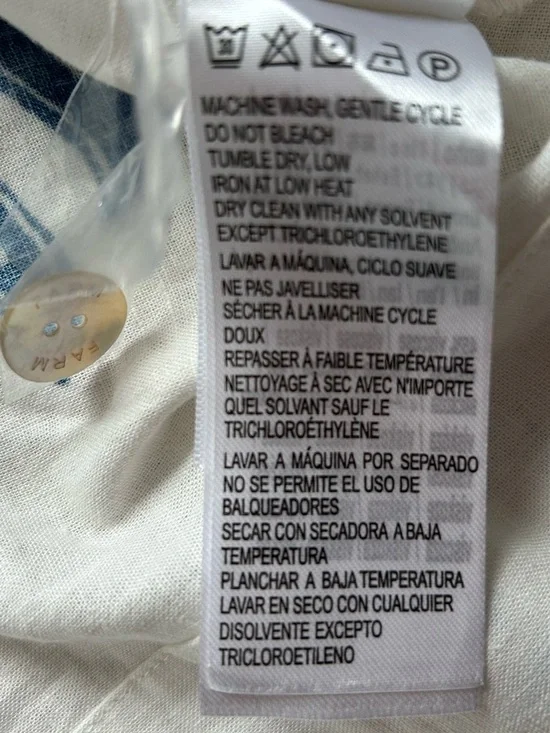 30
P
MACHINE WASH, GENTLE CYCLE
DO NOT BLEACH
TUMBLE DRY, LOW
IRON AT LOW HEAT
DRY CLEAN WITH ANY SOLVENT
EXCEPT TRICHLOROETHYLENE
LAVAR A MÁQUINA, CICLO SUAVE
NE PAS JAVELLISER
SÉCHER À LA MACHINE CYCLE
DOUX
REPASSER À FAIBLE TEMPÉRATURE
NETTOYAGE À SEC AVEC N'IMPORTE
QUEL SOLVANT SAUF LE
TRICHLOROÉTHYLÈNE
LAVAR A MÁQUINA POR SEPARADO
NO SE PERMITE EL USO DE
BALQUEADORES
SECAR CON SECADORA A BAJA
TEMPERATURA
PLANCHAR A BAJA TEMPERATURA
LAVAR EN SECO CON CUALQUIER
DISOLVENTE EXCEPTO
TRICLOROETILENO
FARM